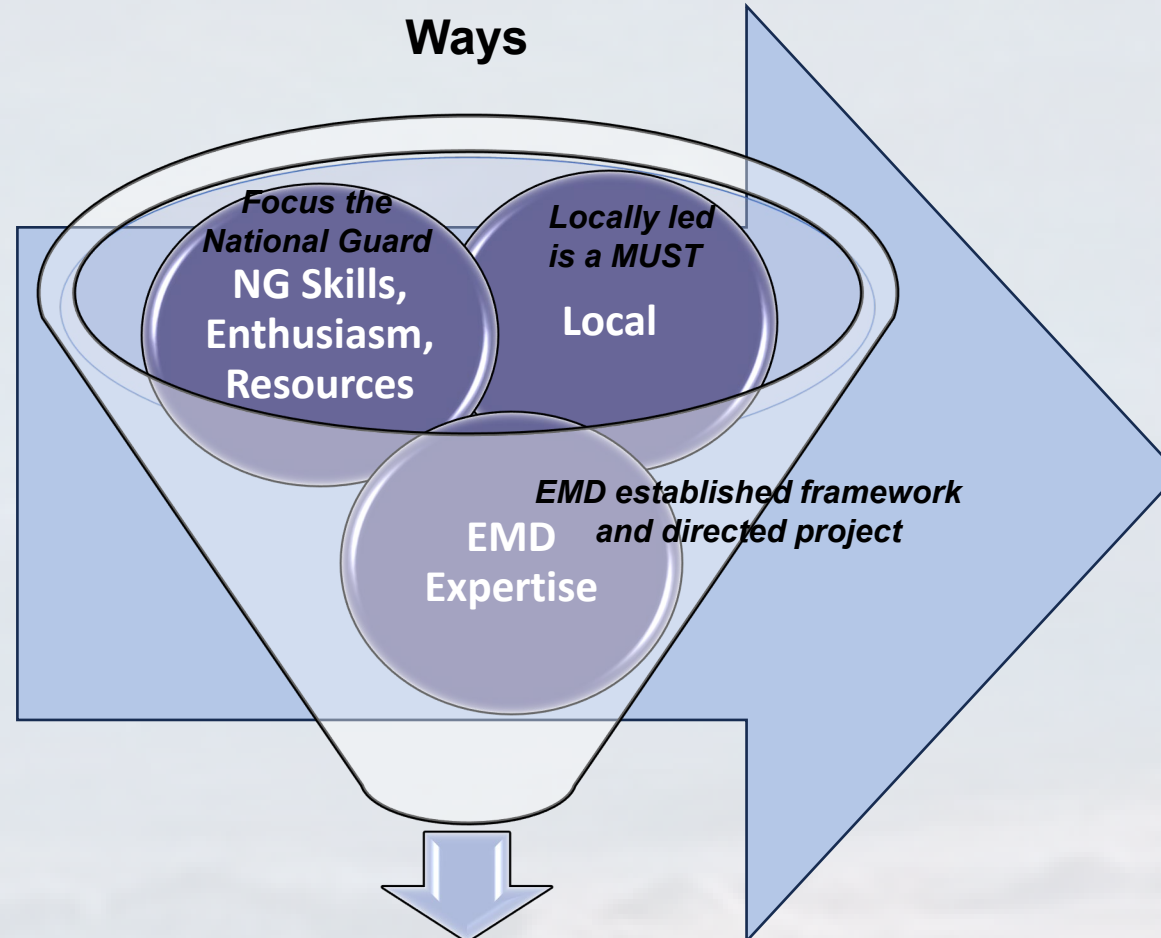 Ways
Focus the
National Guard
NG Skills,
Enthusiasm,
Resources
Locally led
is a MUST
Local
EMD established framework
and directed project
EMD
Expertise